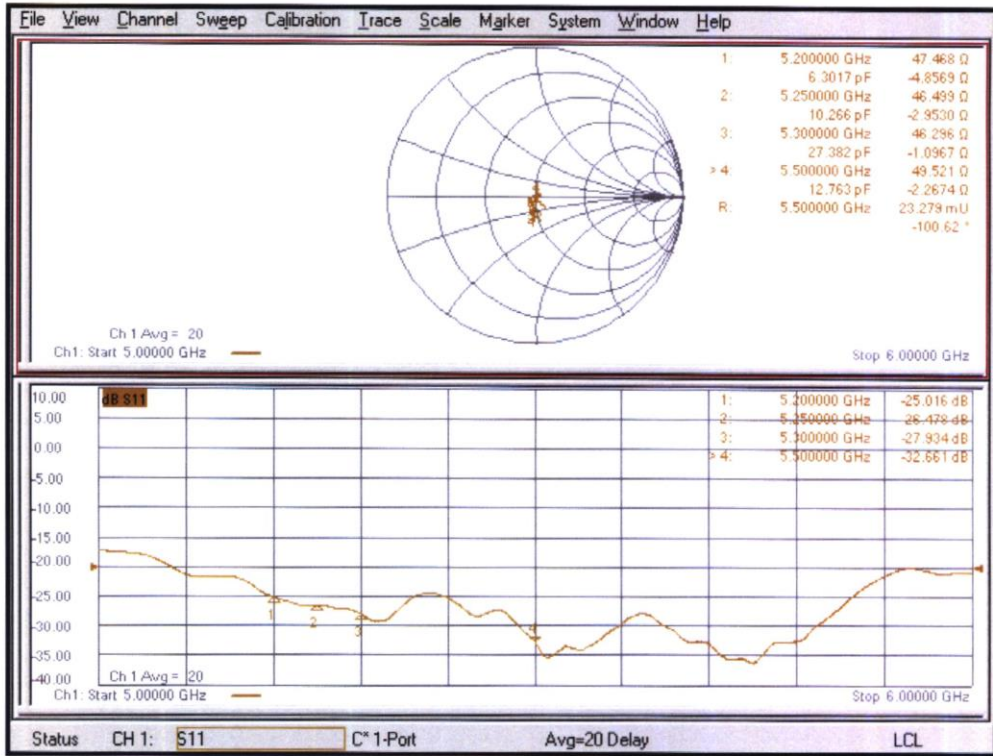 File View Channel Sweep Calibration Trace Scale Marker System Window Help
1: 5.200000 GHz 47.468 Ω
6.3017 pF -4.8569 Ω
2: 5.250000 GHz 46.499 Ω
10.266 pF -2.9530 Ω
3: 5.300000 GHz 46.296 Ω
27.382 pF -1.0967 Ω
> 4: 5.500000 GHz 49.521 Ω
12.763 pF -2.2674 Ω
R: 5.500000 GHz 23.279 mU
-100.62 °
Ch 1 Avg = 20
Ch1: Start 5.00000 GHz Stop 6.00000 GHz
10.00 dB S11
5.00
0.00
-5.00
-10.00
-15.00
-20.00
-25.00
-30.00
-35.00
-40.00
1: 5.200000 GHz -25.016 dB
2: 5.250000 GHz -26.478 dB
3: 5.300000 GHz -27.934 dB
> 4: 5.500000 GHz -32.661 dB
1
2
3
4
Ch 1 Avg = 20
Ch1: Start 5.00000 GHz Stop 6.00000 GHz
Status CH 1: S11 C* 1-Port Avg=20 Delay LCL